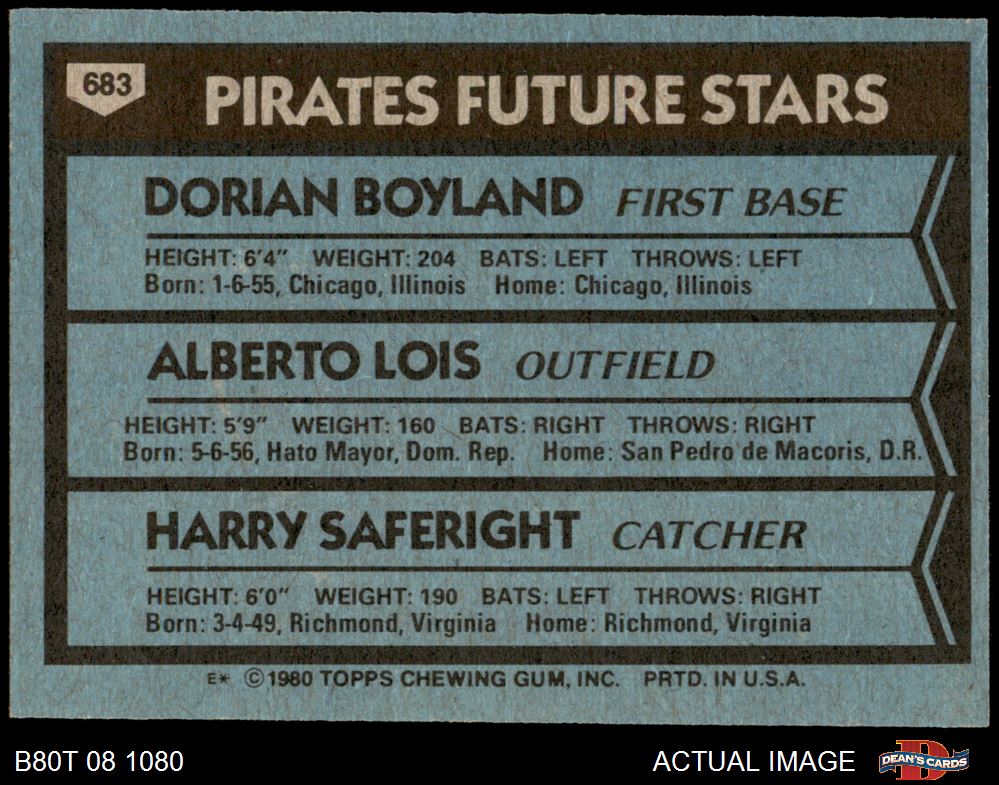 683
PIRATES FUTURE STARS
DORIAN BOYLAND FIRST BASE
HEIGHT: 6'4" WEIGHT: 204 BATS: LEFT THROWS: LEFT
Born: 1-6-55, Chicago, Illinois Home: Chicago, Illinois
ALBERTO LOIS OUTFIELD
HEIGHT: 5'9" WEIGHT: 160 BATS: RIGHT THROWS: RIGHT
Born: 5-6-56, Hato Mayor, Dom. Rep. Home: San Pedro de Macoris, D.R.
HARRY SAFERIGHT CATCHER
HEIGHT: 6'0" WEIGHT: 190 BATS: LEFT THROWS: RIGHT
Born: 3-4-49, Richmond, Virginia Home: Richmond, Virginia
E* ©1980 TOPPS CHEWING GUM, INC. PRTD. IN U.S.A.
B80T 08 1080 ACTUAL IMAGE D DEAN'S CARDS